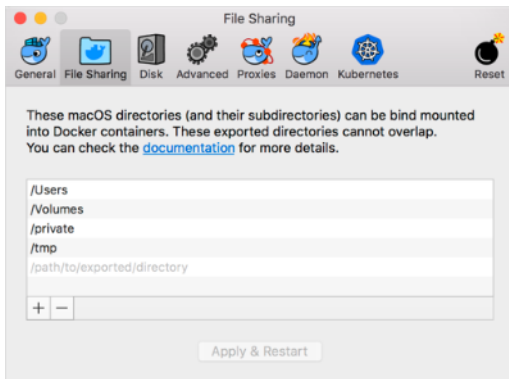 File Sharing
General File Sharing Disk Advanced Proxies Daemon Kubernetes Reset
These macOS directories (and their subdirectories) can be bind mounted
into Docker containers. These exported directories cannot overlap.
You can check the documentation for more details.
/Users
/Volumes
/private
/tmp
/path/to/exported/directory
+ −
Apply & Restart